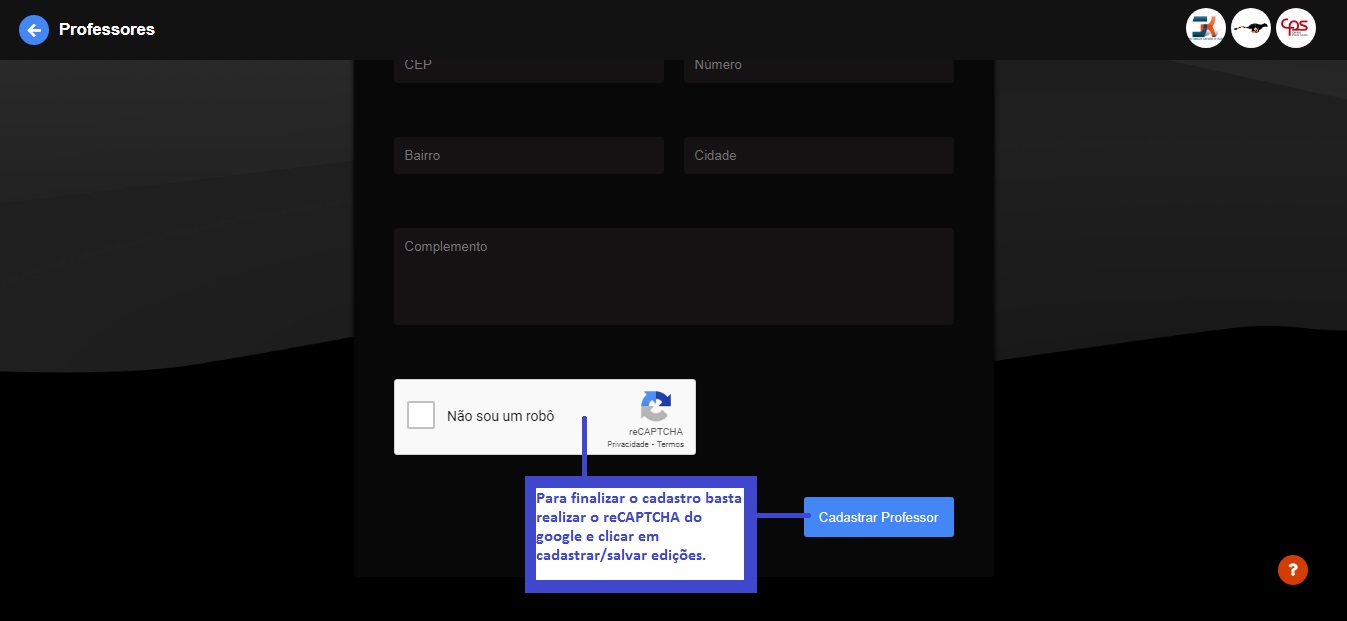 Professores
CPS
CEP
Número
Bairro
Cidade
Complemento
Não sou um robô
reCAPTCHA
Privacidade - Termos
Para finalizar o cadastro basta
realizar o reCAPTCHA do
google e clicar em
cadastrar/salvar edições.
Cadastrar Professor
?